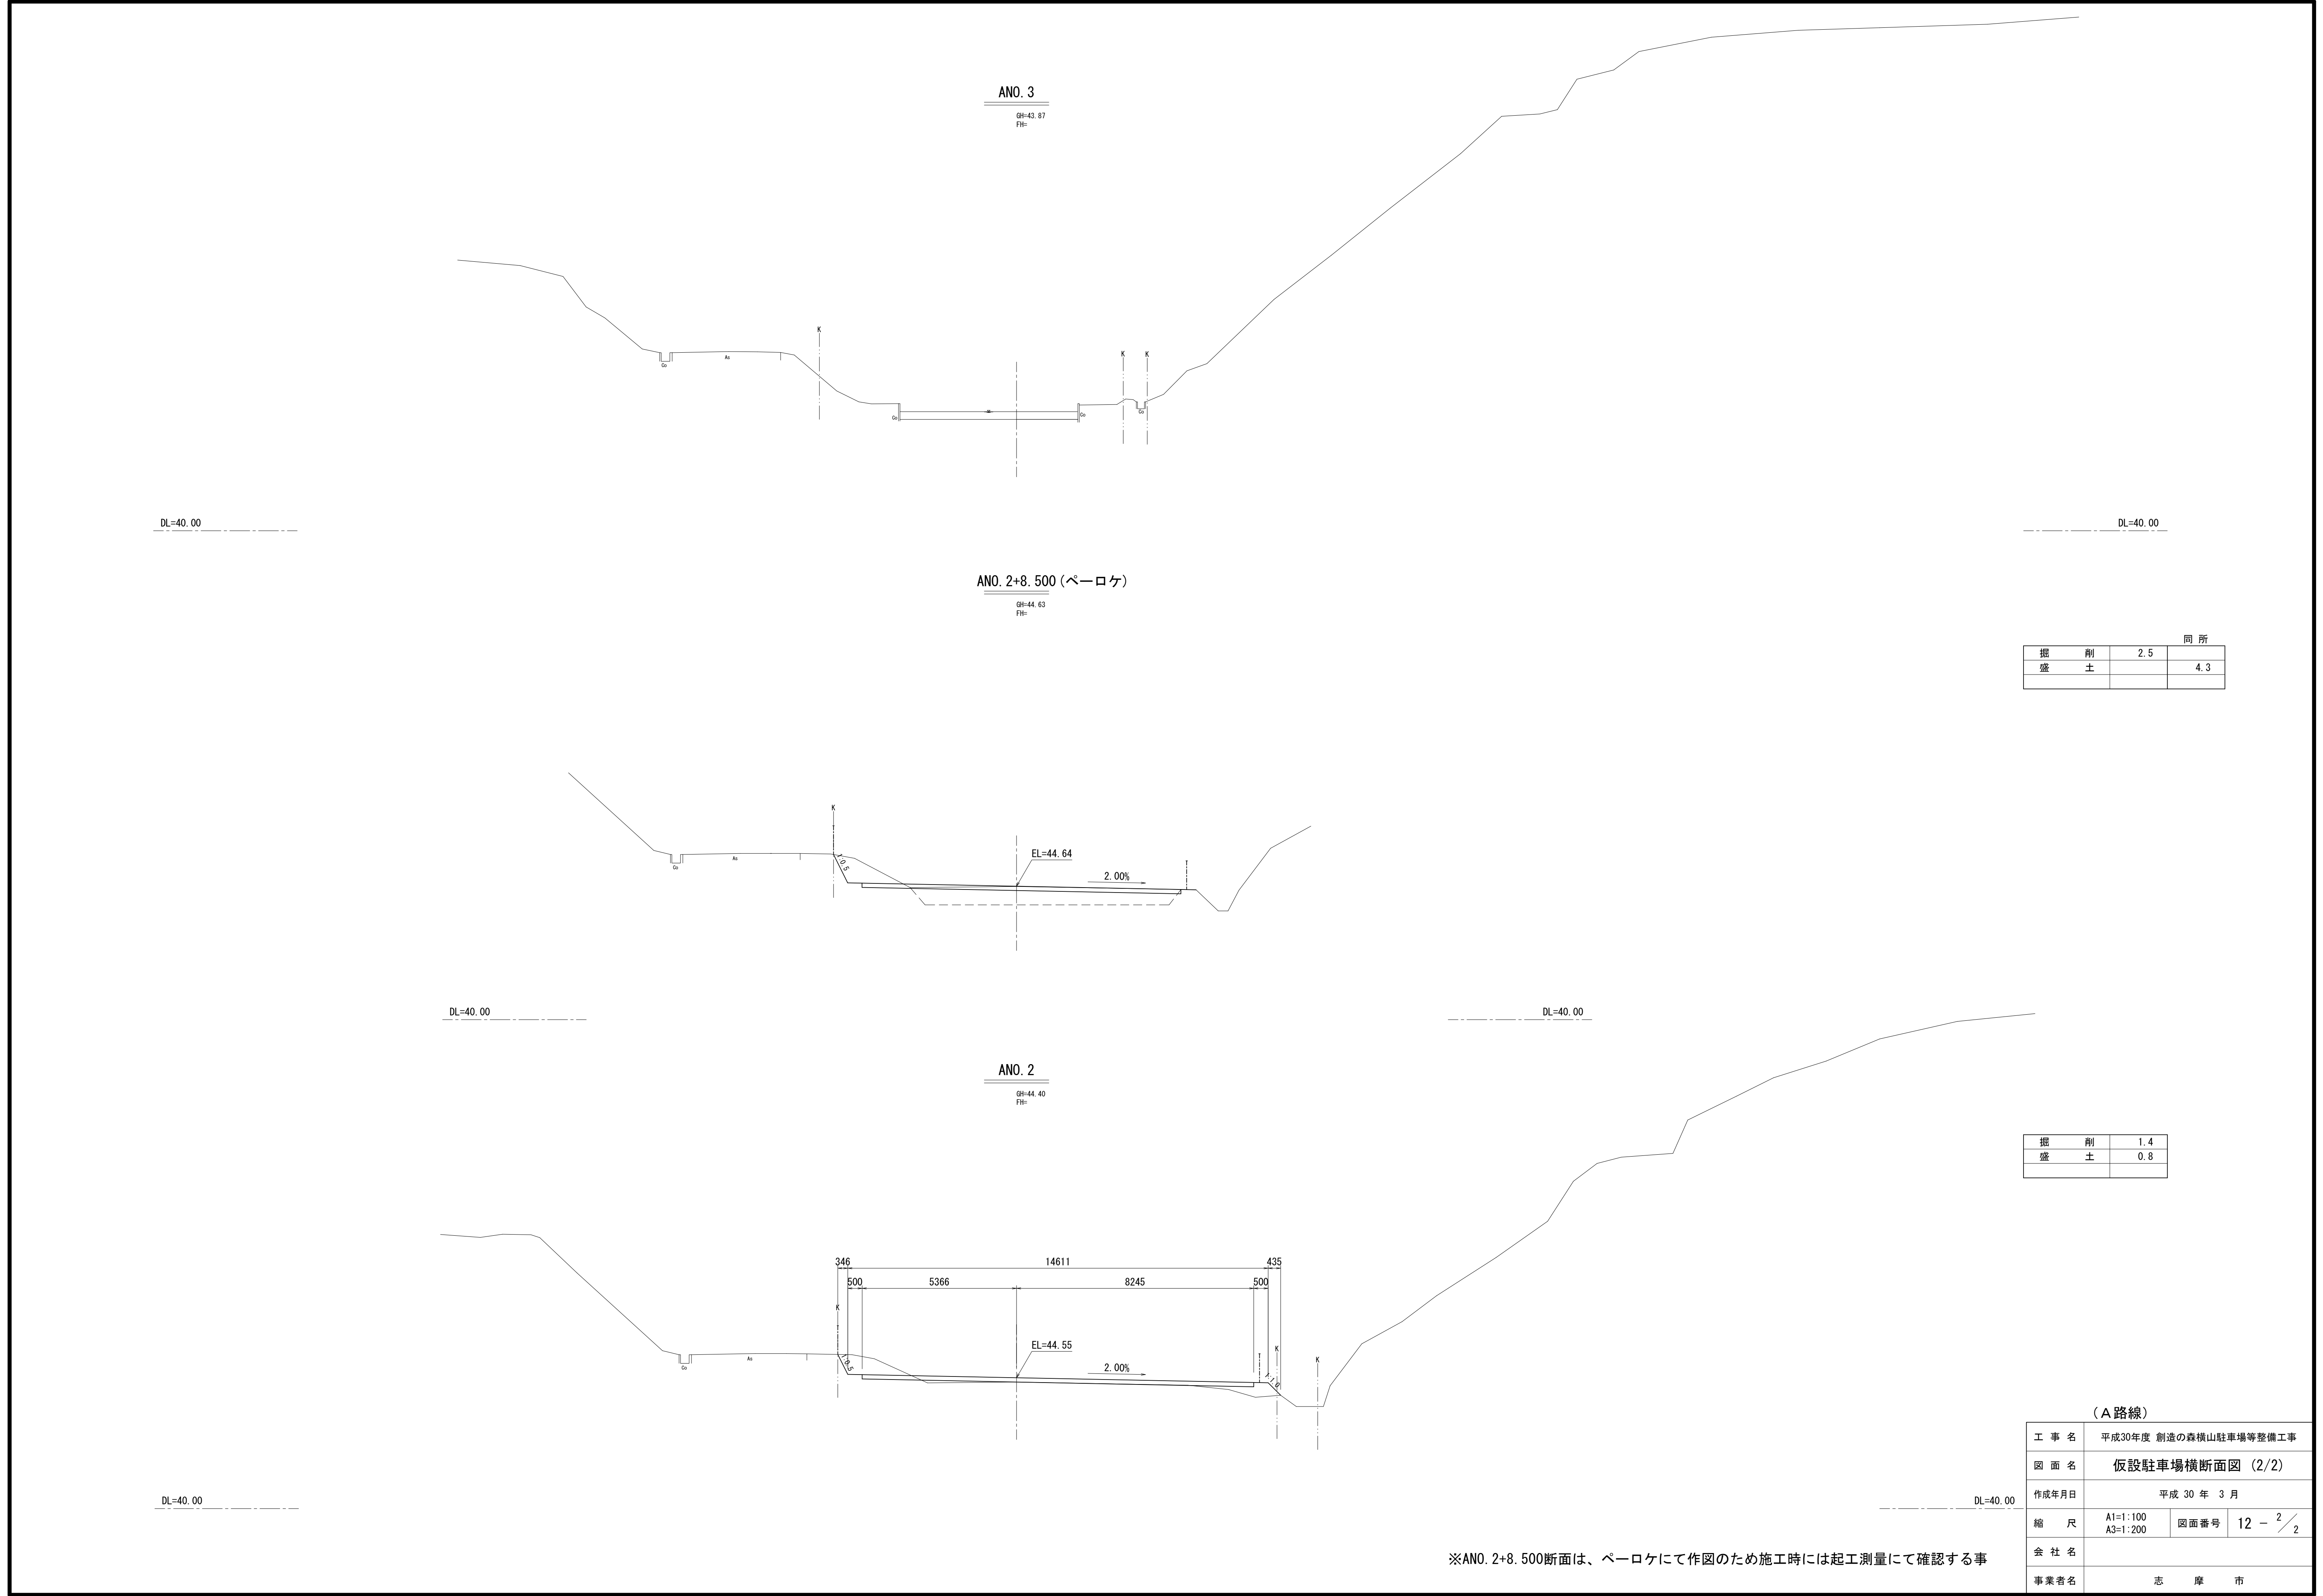 ANO.3
GH=43.87
FH=
K
K
K
As
Co
Co
Co
Co
DL=40.00
DL=40.00
ANO.2+8.500(ペーロケ)
GH=44.63
FH=
同所
掘 削 2.5
盛 土 4.3
K
1:0.5
As
Co
EL=44.64
2.00%
DL=40.00
DL=40.00
ANO.2
GH=44.40
FH=
掘 削 1.4
盛 土 0.8
346 14611 435
500 5366 8245 500
K
K
K
1:0.5
As
Co
EL=44.55
2.00%
1:1.0
DL=40.00
DL=40.00
(A路線)
工事名 平成30年度 創造の森横山駐車場等整備工事
図面名 仮設駐車場横断面図 (2/2)
作成年月日 平成 30 年 3 月
縮 尺 A1=1:100 A3=1:200 図面番号 12 - 2/2
会社名
事業者名 志 摩 市
※ANO.2+8.500断面は、ペーロケにて作図のため施工時には起工測量にて確認する事